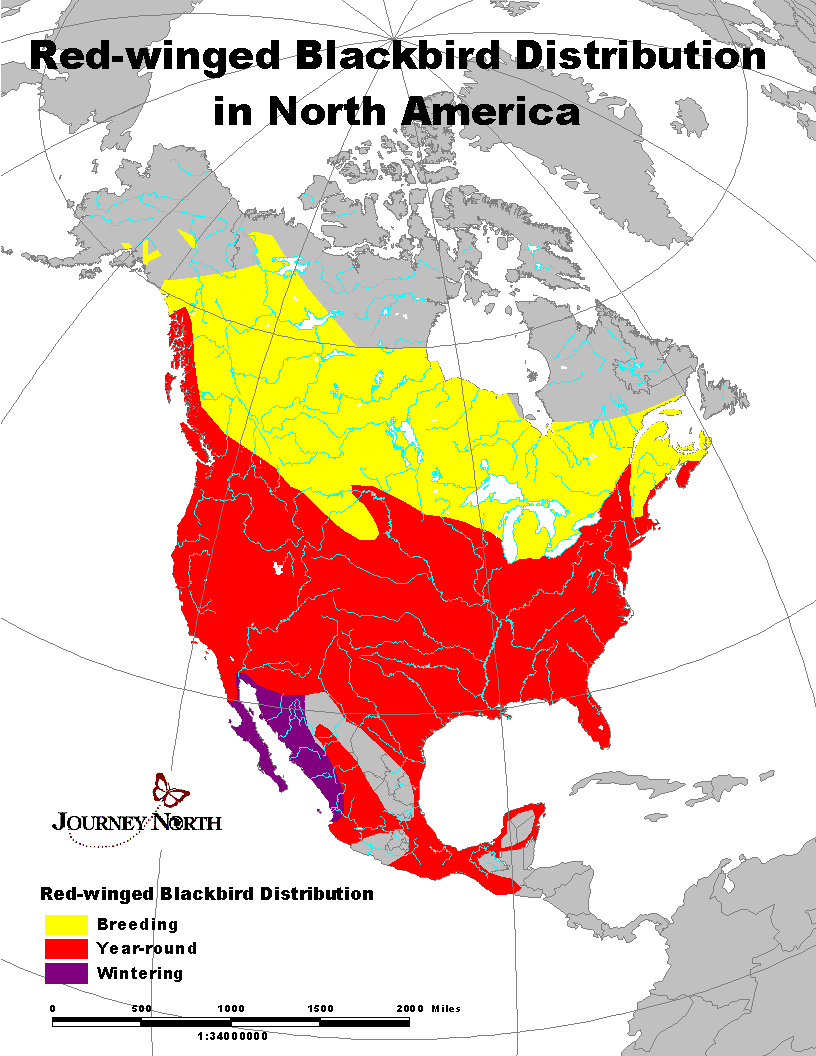 Red-winged Blackbird Distribution
in North America
JOURNEY NORTH
Red-winged Blackbird Distribution
Breeding
Year-round
Wintering
0 500 1000 1500 2000 Miles
1:34000000